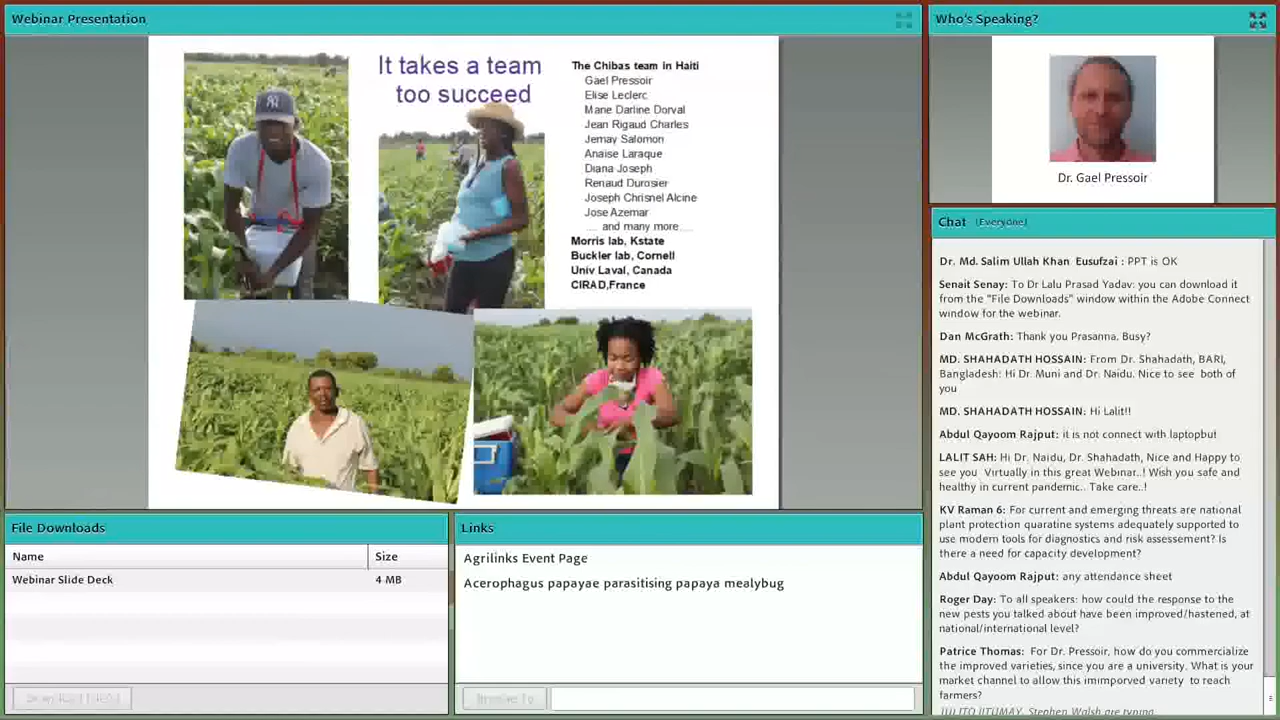 Webinar Presentation
It takes a team
too succeed
The Chibas team in Haiti
Gael Pressoir
Elise Leclerc
Marie Darline Dorval
Jean Rigaud Charles
Jemay Salomon
Anaise Laraque
Diana Joseph
Renaud Durosier
Joseph Chrisnel Alcine
Jose Azemar
.... and many more....
Morris lab, Kstate
Buckler lab, Cornell
Univ Laval, Canada
CIRAD,France
Who's Speaking?
Dr. Gael Pressoir
Chat (Everyone)
Dr. Md. Salim Ullah Khan Eusufzai : PPT is OK
Senait Senay: To Dr Lalu Prasad Yadav: you can download it
from the "File Downloads" window within the Adobe Connect
window for the webinar.
Dan McGrath: Thank you Prasanna. Busy?
MD. SHAHADATH HOSSAIN: From Dr. Shahadath, BARI,
Bangladesh: Hi Dr. Muni and Dr. Naidu. Nice to see both of
you
MD. SHAHADATH HOSSAIN: Hi Lalit!!
Abdul Qayoom Rajput: it is not connect with laptopbut
LALIT SAH: Hi Dr. Naidu, Dr. Shahadath, Nice and Happy to
see you Virtually in this great Webinar..! Wish you safe and
healthy in current pandemic.. Take care..!
KV Raman 6: For current and emerging threats are national
plant protection quaratine systems adequately supported to
use modern tools for diagnostics and risk assessement? Is
there a need for capacity development?
Abdul Qayoom Rajput: any attendance sheet
Roger Day: To all speakers: how could the response to the
new pests you talked about have been improved/hastened, at
national/international level?
Patrice Thomas: For Dr. Pressoir, how do you commercialize
the improved varieties, since you are a university. What is your
market channel to allow this imimporved variety to reach
farmers?
Stephen Walsh are typing
File Downloads
Name Size
Webinar Slide Deck 4 MB
Links
Agrilinks Event Page
Acerophagus papayae parasitising papaya mealybug
Browse To